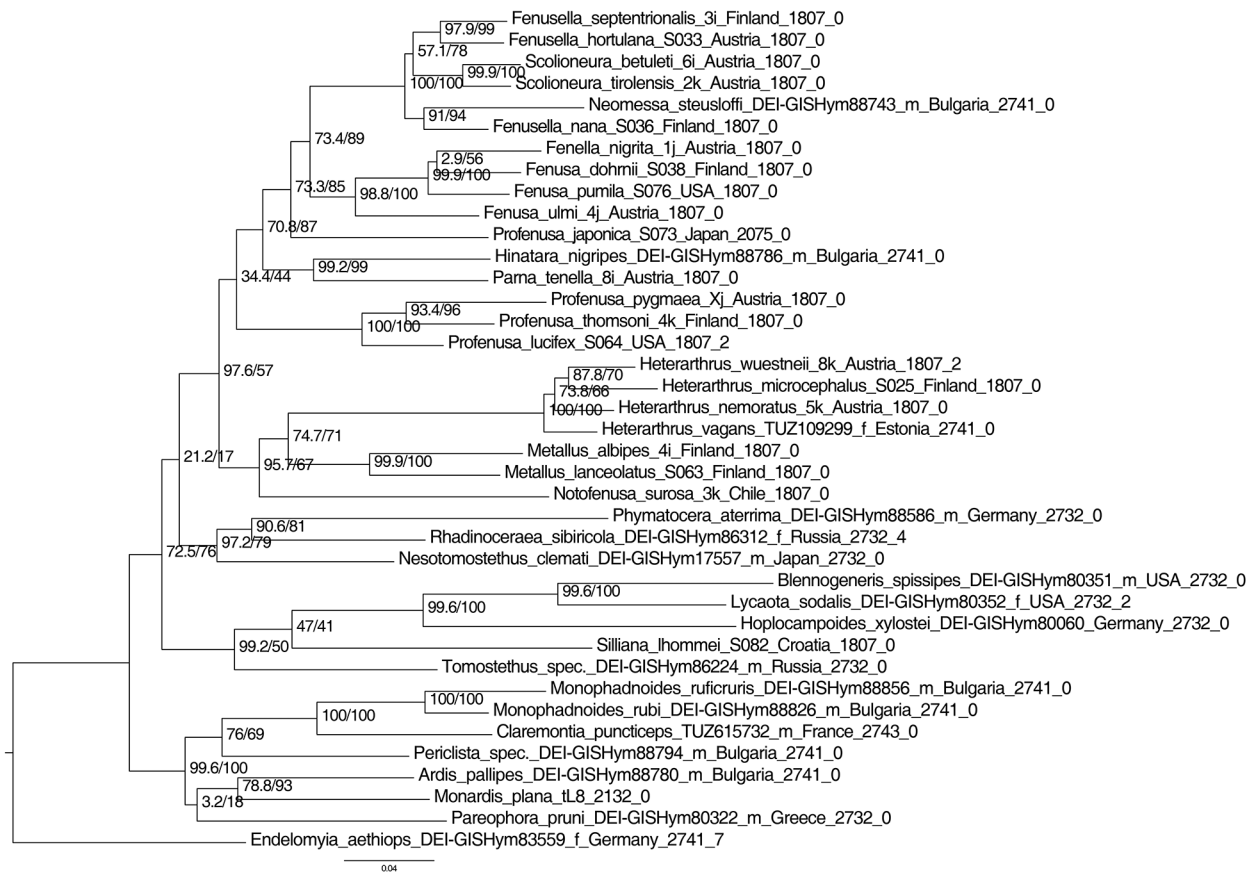 Fenusella_septentrionalis_3i_Finland_1807_0
97.9/99
Fenusella_hortulana_S033_Austria_1807_0
57.1/78
Scolioneura_betuleti_6i_Austria_1807_0
99.9/100
100/100
Scolioneura_tirolensis_2k_Austria_1807_0
Neomessa_steusloffi_DEI-GISHym88743_m_Bulgaria_2741_0
91/94
Fenusella_nana_S036_Finland_1807_0
73.4/89
Fenella_nigrita_1j_Austria_1807_0
2.9/56
Fenusa_dohrnii_S038_Finland_1807_0
99.9/100
73.3/85
98.8/100
Fenusa_pumila_S076_USA_1807_0
Fenusa_ulmi_4j_Austria_1807_0
70.8/87
Profenusa_japonica_S073_Japan_2075_0
Hinatara_nigripes_DEI-GISHym88786_m_Bulgaria_2741_0
99.2/99
34.4/44
Parna_tenella_8i_Austria_1807_0
Profenusa_pygmaea_Xj_Austria_1807_0
93.4/96
Profenusa_thomsoni_4k_Finland_1807_0
100/100
Profenusa_lucifex_S064_USA_1807_2
97.6/57
Heterarthrus_wuestneii_8k_Austria_1807_2
87.8/70
Heterarthrus_microcephalus_S025_Finland_1807_0
73.8/66
Heterarthrus_nemoratus_5k_Austria_1807_0
100/100
Heterarthrus_vagans_TUZ109299_f_Estonia_2741_0
74.7/71
Metallus_albipes_4i_Finland_1807_0
21.2/17
95.7/67
99.9/100
Metallus_lanceolatus_S063_Finland_1807_0
Notofenusa_surosa_3k_Chile_1807_0
Phymatocera_aterrima_DEI-GISHym88586_m_Germany_2732_0
90.6/81
Rhadinoceraea_sibiricola_DEI-GISHym86312_f_Russia_2732_4
72.5/76
97.2/79
Nesotomostethus_clemati_DEI-GISHym17557_m_Japan_2732_0
Blennogeneris_spissipes_DEI-GISHym80351_m_USA_2732_0
99.6/100
Lycaota_sodalis_DEI-GISHym80352_f_USA_2732_2
99.6/100
Hoplocampoides_xylostei_DEI-GISHym80060_Germany_2732_0
47/41
Silliana_lhommei_S082_Croatia_1807_0
99.2/50
Tomostethus_spec._DEI-GISHym86224_m_Russia_2732_0
Monophadnoides_ruficruris_DEI-GISHym88856_m_Bulgaria_2741_0
100/100
Monophadnoides_rubi_DEI-GISHym88826_m_Bulgaria_2741_0
100/100
Claremontia_puncticeps_TUZ615732_m_France_2743_0
76/69
Periclista_spec._DEI-GISHym88794_m_Bulgaria_2741_0
99.6/100
Ardis_pallipes_DEI-GISHym88780_m_Bulgaria_2741_0
78.8/93
Monardis_plana_tL8_2132_0
3.2/18
Pareophora_pruni_DEI-GISHym80322_m_Greece_2732_0
Endelomyia_aethiops_DEI-GISHym83559_f_Germany_2741_7
0.04